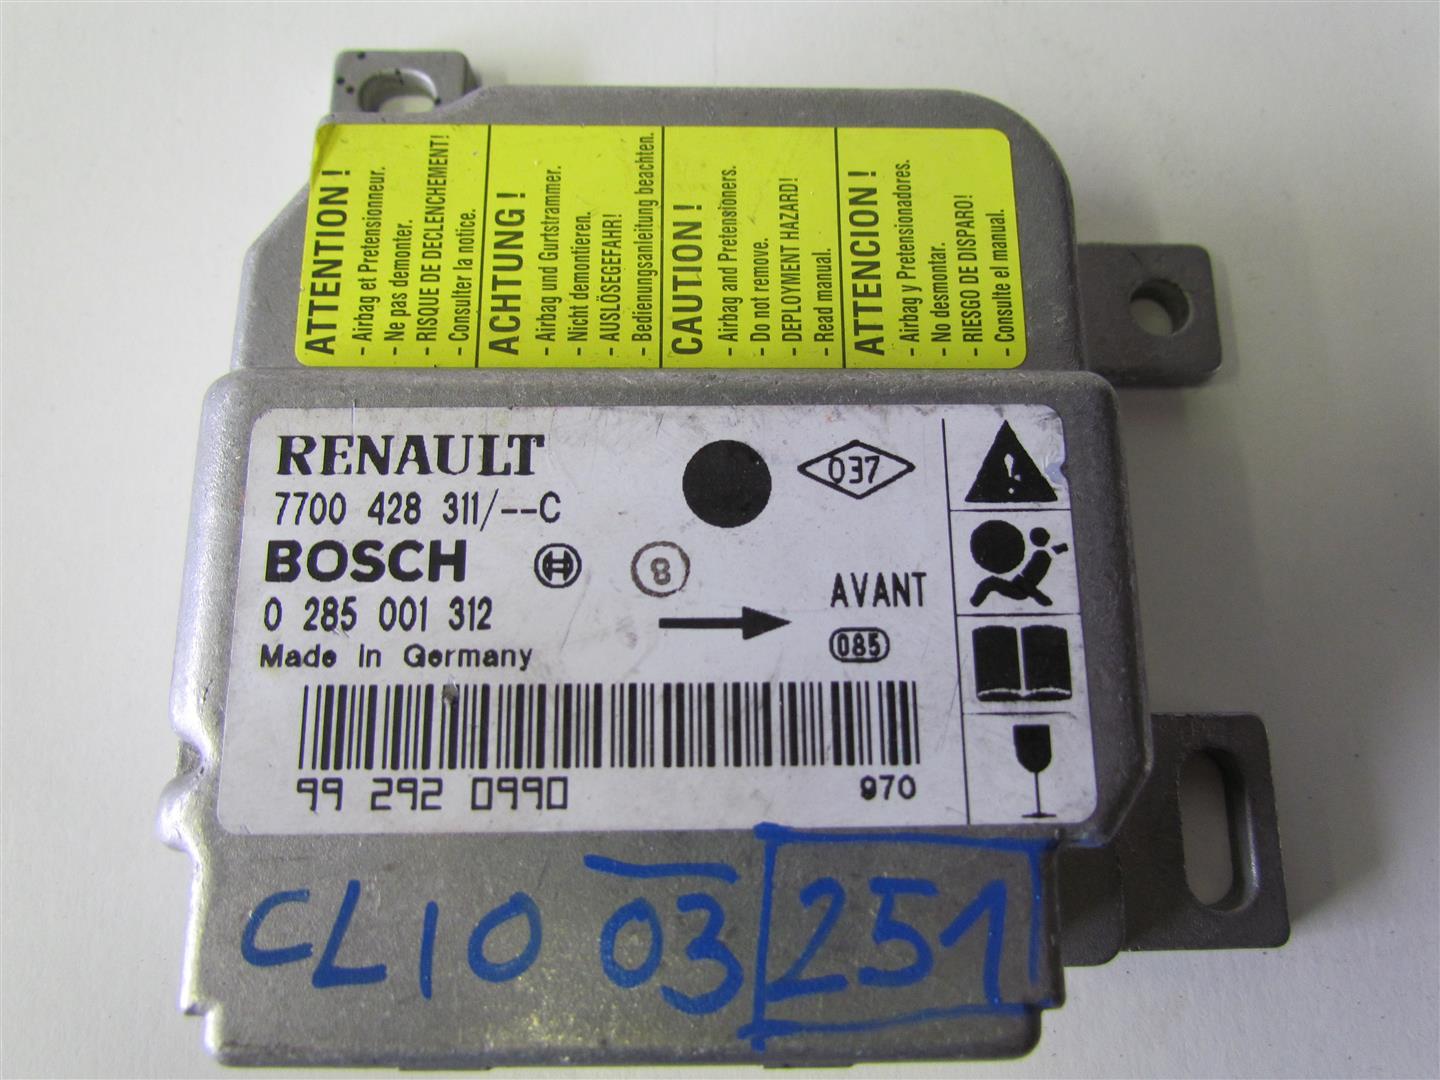 ATTENTION !
- Airbag et Pretensionneur.
- Ne pas demonter.
- RISQUE DE DECLENCHEMENT!
- Consulter la notice.
ACHTUNG !
- Airbag und Gurtstrammer.
- Nicht demontieren.
- AUSLÖSEGEFAHR!
- Bedienungsanleitung beachten.
CAUTION !
- Airbag and Pretensioners.
- Do not remove.
- DEPLOYMENT HAZARD!
- Read manual.
ATTENCION !
- Airbag y Pretensionadores.
- No desmontar.
- RIESGO DE DISPARO!
- Consulte el manual.
RENAULT
037
7700 428 311/--C
BOSCH
8
AVANT
0 285 001 312
085
Made in Germany
99 292 0990
970
CLIO 03 251